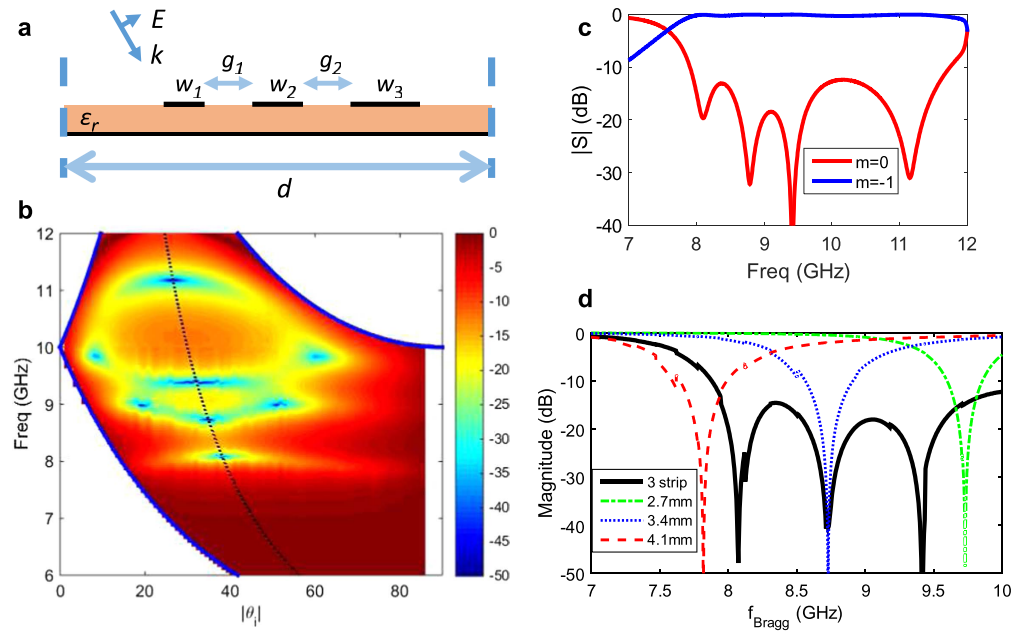 a
E
k
w1 g1 w2 g2 w3
εr
d
b
Freq (GHz)
12
11
10
9
8
7
6
0 20 40 60 80
|θi|
0
-5
-10
-15
-20
-25
-30
-35
-40
-45
-50
c
|S| (dB)
0
-10
-20
-30
-40
m=0
m=-1
7 8 9 10 11 12
Freq (GHz)
d
Magnitude (dB)
0
-10
-20
-30
-40
-50
3 strip
2.7mm
3.4mm
4.1mm
7 7.5 8 8.5 9 9.5 10
fBragg
(GHz)